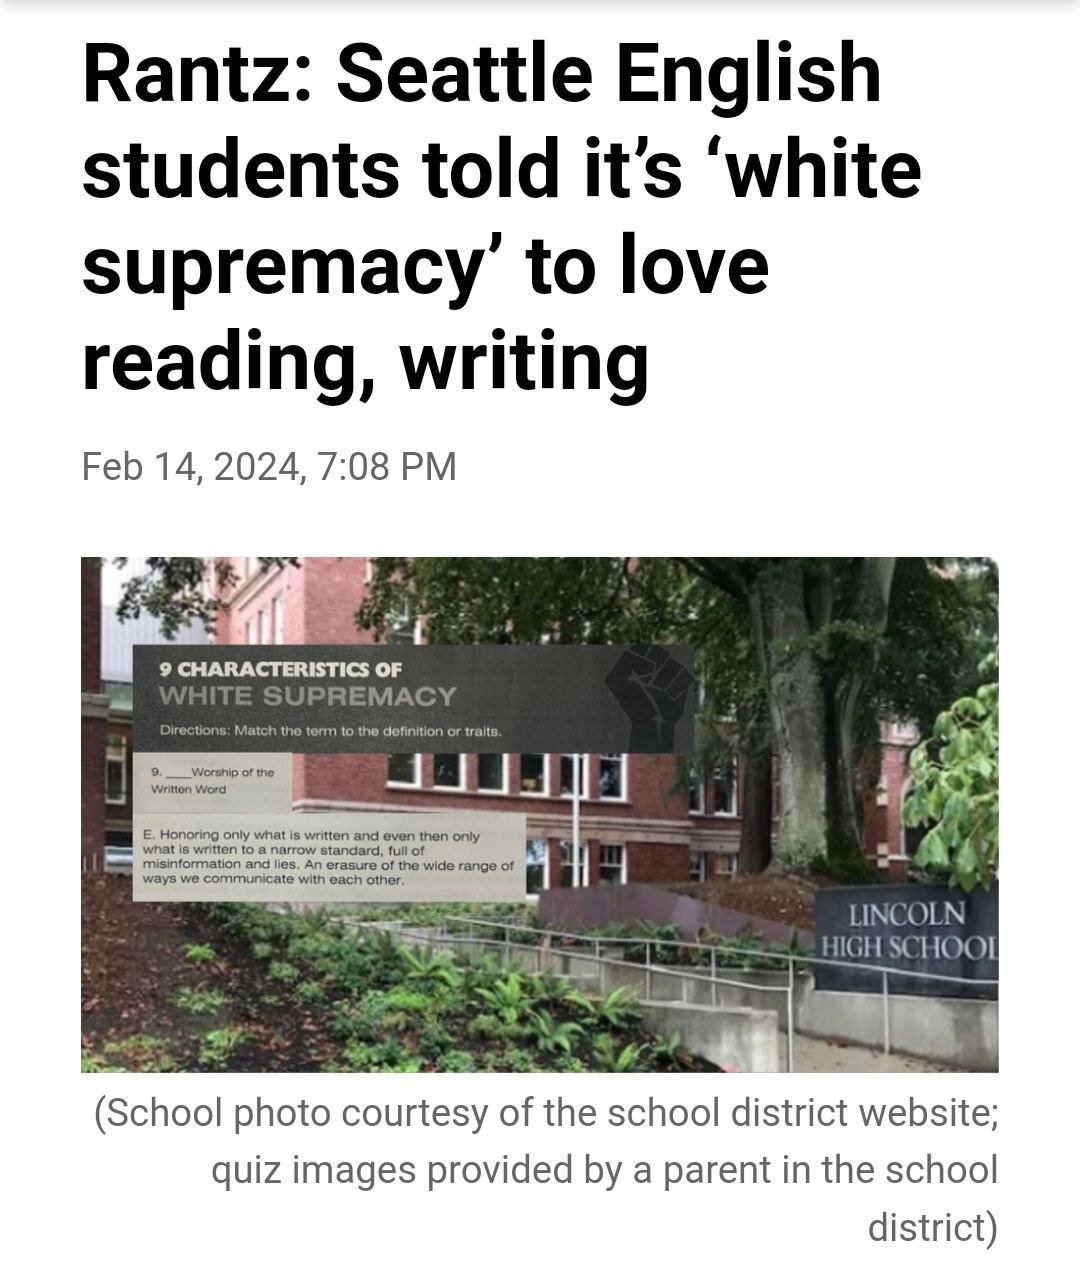 Rantz: Seattle English
students told it’s ‘white
supremacy’ to love
reading, writing
Feb 14, 2024, 7:08 PM
9 CHARACTERISTICS OF
WHITE SUPREMACY
Directions: Match the term to the definition or traits.
9. ____Worship of the
Written Word
E. Honoring only what is written and even then only
what is written to a narrow standard, full of
misinformation and lies. An erasure of the wide range of
ways we communicate with each other.
LINCOLN
HIGH SCHOOL
(School photo courtesy of the school district website;
quiz images provided by a parent in the school
district)